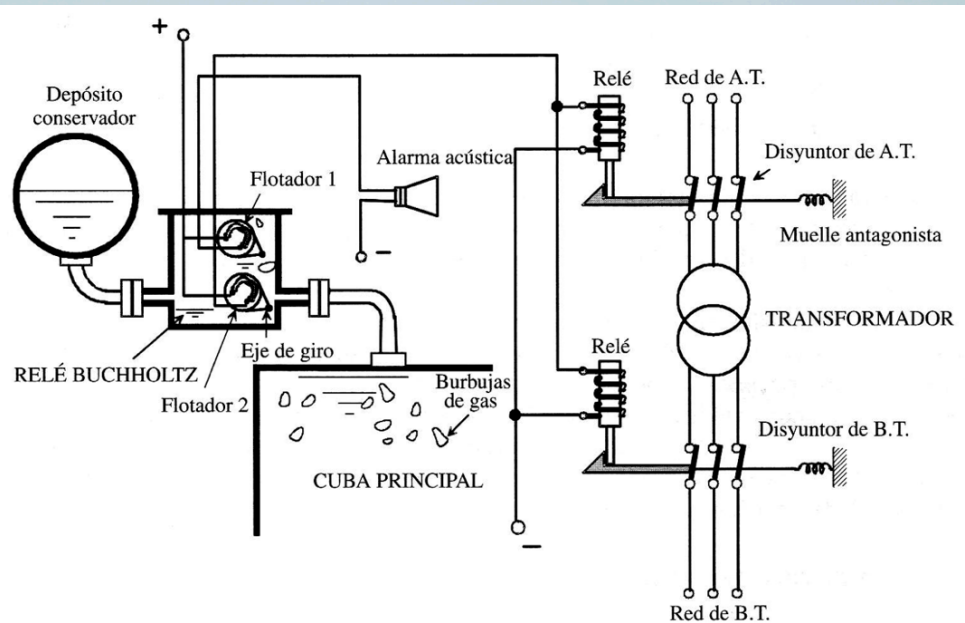 +
Depósito
conservador
Flotador 1
Alarma acústica
−
Eje de giro
RELÉ BUCHHOLTZ
Flotador 2
Burbujas
de gas
CUBA PRINCIPAL
−
Relé
Red de A.T.
Disyuntor de A.T.
Muelle antagonista
TRANSFORMADOR
Relé
Disyuntor de B.T.
Red de B.T.